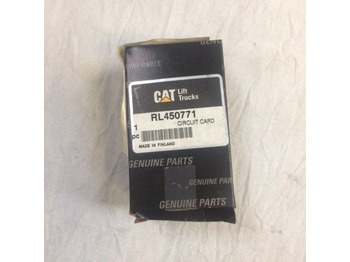 GENUINE PARTS
CAT Lift
Trucks
RL450771
1 CIRCUIT CARD
MADE IN FINLAND
GENUINE PARTS
GENUINE PARTS